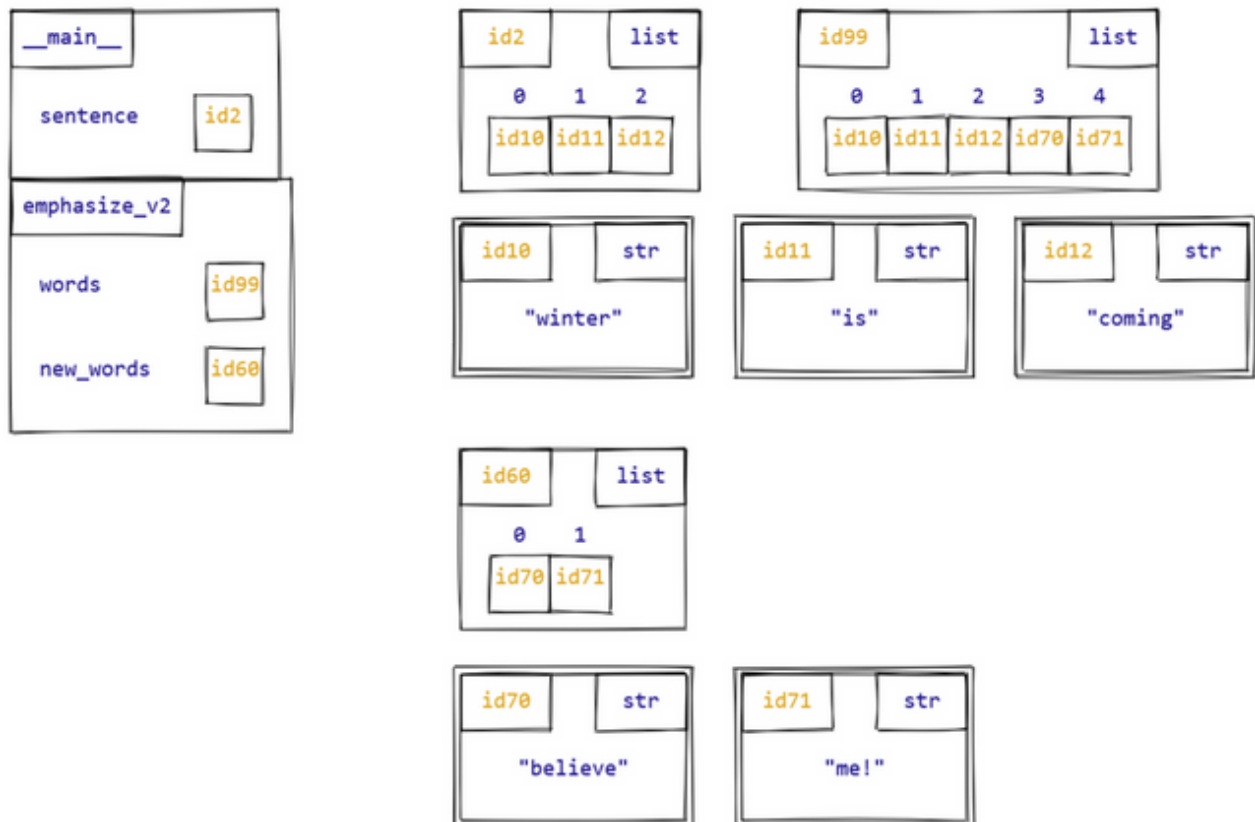 __main__
sentence id2
emphasize_v2
words id99
new_words id60
id2 list
0 1 2
id10 id11 id12
id99 list
0 1 2 3 4
id10 id11 id12 id70 id71
id10 str
"winter"
id11 str
"is"
id12 str
"coming"
id60 list
0 1
id70 id71
id70 str
"believe"
id71 str
"me!"